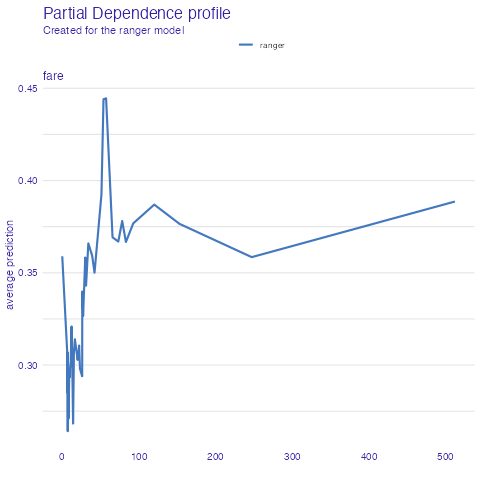 Partial Dependence profile
Created for the ranger model
ranger
fare
0.45
0.40
0.35
0.30
average prediction
0
100
200
300
400
500